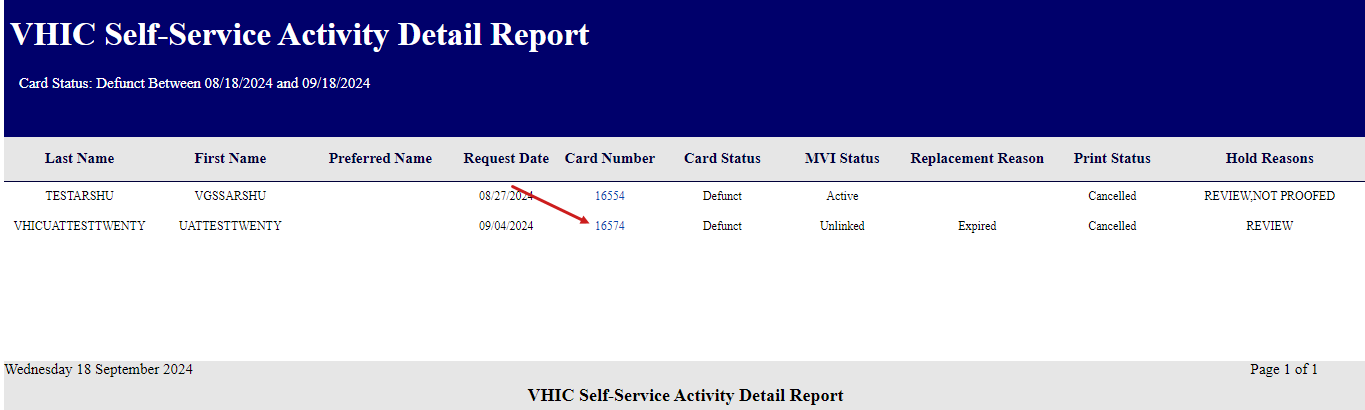 VHIC Self-Service Activity Detail Report
Card Status: Defunct Between 08/18/2024 and 09/18/2024
Last Name First Name Preferred Name Request Date Card Number Card Status MVI Status Replacement Reason Print Status Hold Reasons
TESTARSHU VGSSARSHU 08/27/2024 16554 Defunct Active Cancelled REVIEW,NOT PROOFED
VHICUATTESTTWENTY UATTESTTWENTY 09/04/2024 16574 Defunct Unlinked Expired Cancelled REVIEW
Wednesday 18 September 2024 Page 1 of 1
VHIC Self-Service Activity Detail Report